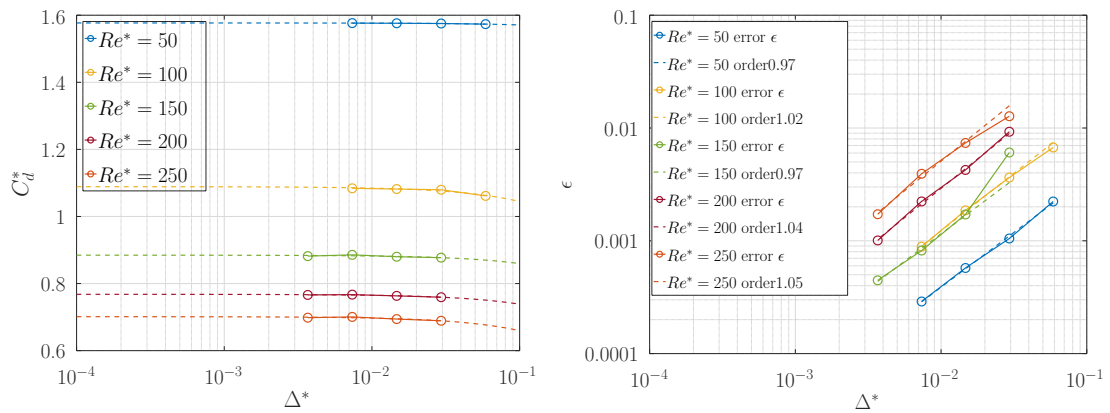 1.6
1.4
1.2
1
0.8
0.6
C_d^*
Re* = 50
Re* = 100
Re* = 150
Re* = 200
Re* = 250
10^-4
10^-3
10^-2
10^-1
Δ*
0.1
0.01
0.001
0.0001
ϵ
Re* = 50 error ϵ
Re* = 50 order0.97
Re* = 100 error ϵ
Re* = 100 order1.02
Re* = 150 error ϵ
Re* = 150 order0.97
Re* = 200 error ϵ
Re* = 200 order1.04
Re* = 250 error ϵ
Re* = 250 order1.05
10^-4
10^-3
10^-2
10^-1
Δ*